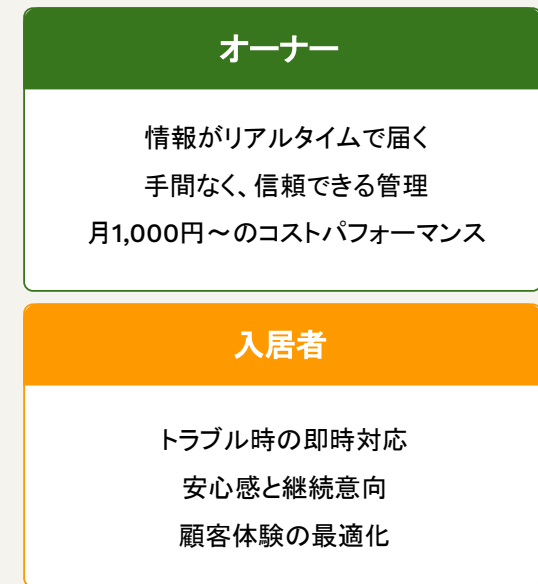 オーナー
情報がリアルタイムで届く
手間なく、信頼できる管理
月1,000円～のコストパフォーマンス
入居者
トラブル時の即時対応
安心感と継続意向
顧客体験の最適化